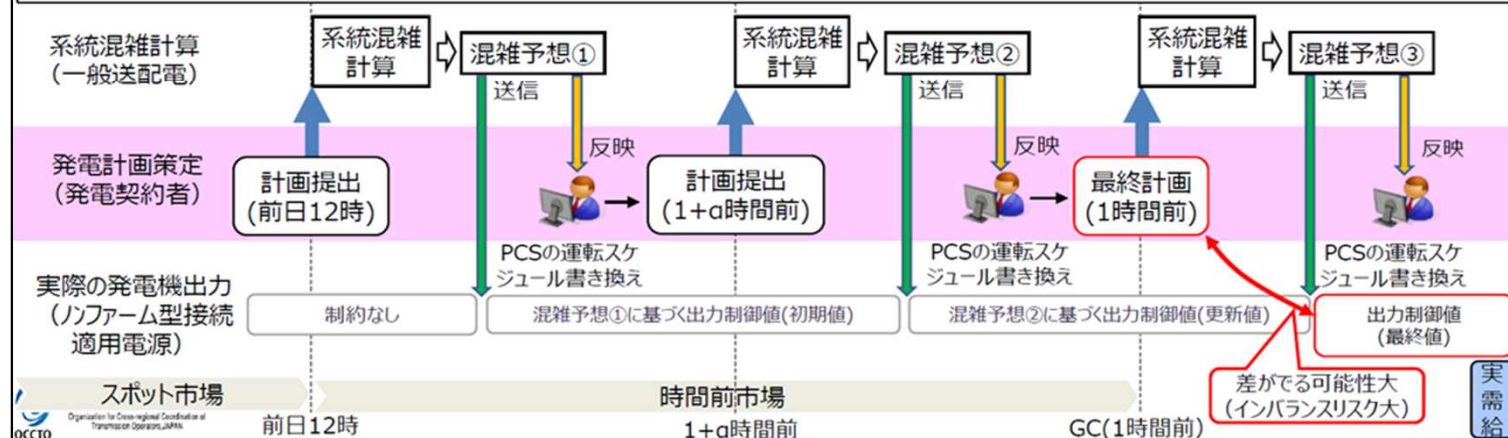 系統混雑計算
(一般送配電)
系統混雑
計算
混雑予想①
送信
反映
系統混雑
計算
混雑予想②
送信
反映
系統混雑
計算
混雑予想③
送信
反映
発電計画策定
(発電契約者)
計画提出
(前日12時)
計画提出
(1+α時間前)
最終計画
(1時間前)
PCSの運転スケ
ジュール書き換え
PCSの運転スケ
ジュール書き換え
PCSの運転スケ
ジュール書き換え
実際の発電機出力
(ノンファーム型接続
適用電源)
制約なし
混雑予想①に基づく出力制御値(初期値)
混雑予想②に基づく出力制御値(更新値)
出力制御値
(最終値)
差がでる可能性大
(インバランスリスク大)
スポット市場
時間前市場
実
需
給
OCCTO
Organization for Cross-regional Coordination of
Transmission Operators, JAPAN
前日12時
1+α時間前
GC(1時間前)